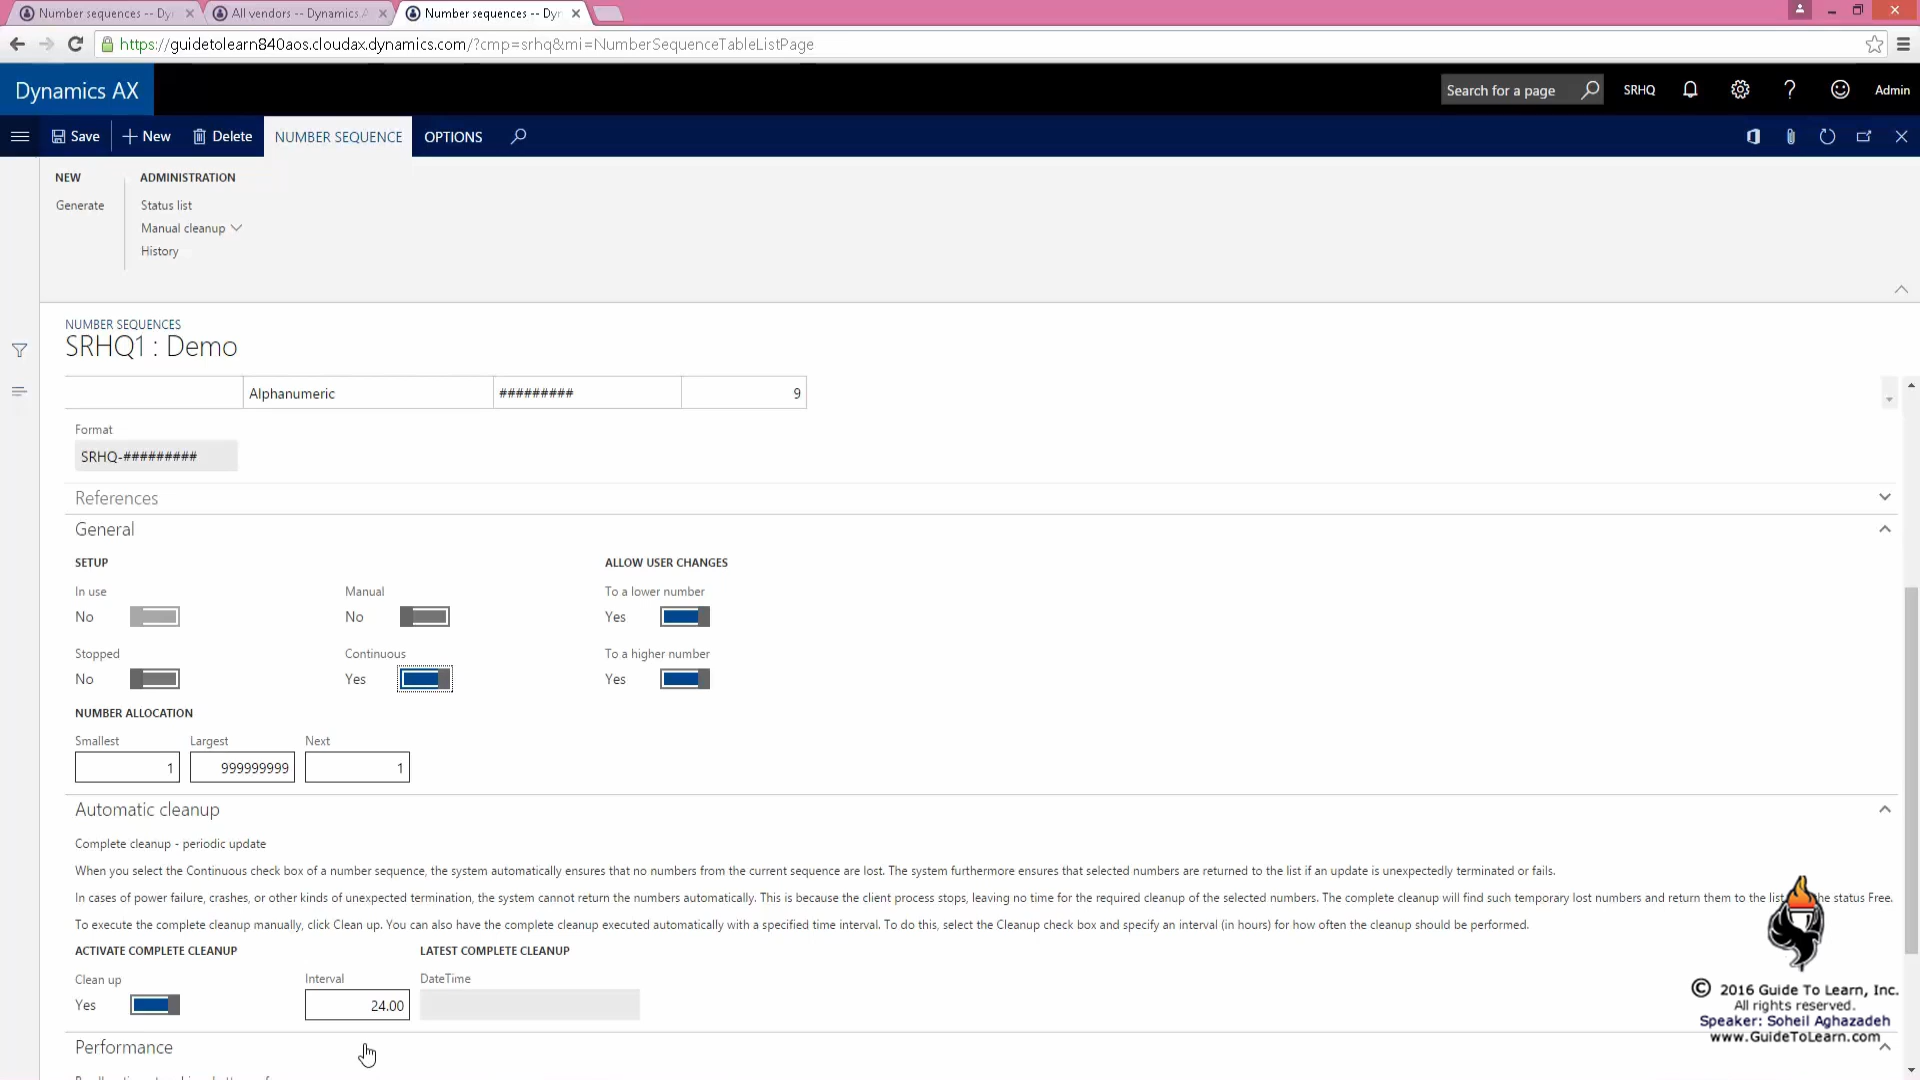 Number sequences -- Dy
All vendors -- Dynamics A
Number sequences -- Dyn
https://guidetolearn840aos.cloudax.dynamics.com/?cmp=srhq&mi=NumberSequenceTableListPage
Dynamics AX
Search for a page
SRHQ
Admin
Save
New
Delete
NUMBER SEQUENCE
OPTIONS
NEW
ADMINISTRATION
Generate
Status list
Manual cleanup
History
NUMBER SEQUENCES
SRHQ1 : Demo
Alphanumeric
#########
9
Format
SRHQ-#########
References
General
SETUP
ALLOW USER CHANGES
In use
Manual
To a lower number
No
No
Yes
Stopped
Continuous
To a higher number
No
Yes
Yes
NUMBER ALLOCATION
Smallest
Largest
Next
1
999999999
1
Automatic cleanup
Complete cleanup - periodic update
When you select the Continuous check box of a number sequence, the system automatically ensures that no numbers from the current sequence are lost. The system furthermore ensures that selected numbers are returned to the list if an update is unexpectedly terminated or fails.
In cases of power failure, crashes, or other kinds of unexpected termination, the system cannot return the numbers automatically. This is because the client process stops, leaving no time for the required cleanup of the selected numbers. The complete cleanup will find such temporary lost numbers and return them to the list the status Free.
To execute the complete cleanup manually, click Clean up. You can also have the complete cleanup executed automatically with a specified time interval. To do this, select the Cleanup check box and specify an interval (in hours) for how often the cleanup should be performed.
ACTIVATE COMPLETE CLEANUP
LATEST COMPLETE CLEANUP
Clean up
Interval
DateTime
Yes
24.00
Performance
© 2016 Guide To Learn, Inc.
All rights reserved.
Speaker: Soheil Aghazadeh
www.GuideToLearn.com